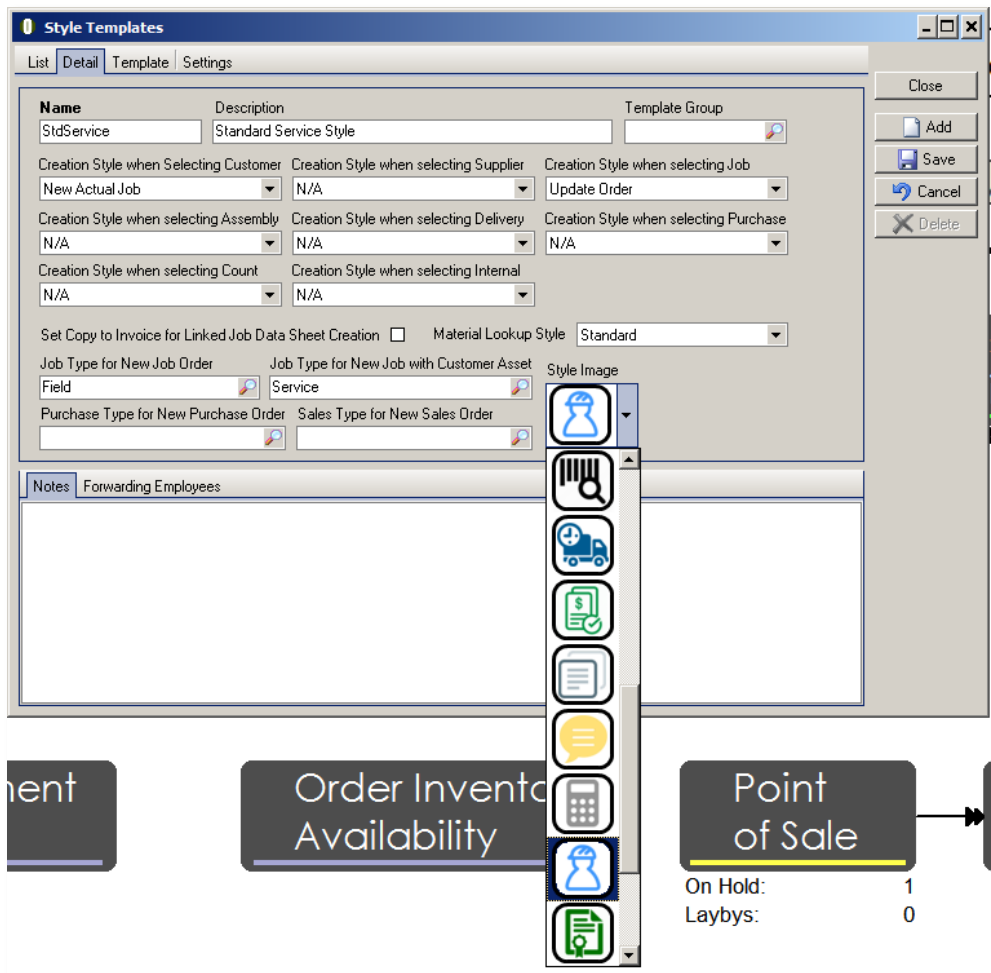 Style Templates
List Detail Template Settings
Close
Name Description Template Group
StdService Standard Service Style
Add
Save
Cancel
Delete
Creation Style when Selecting Customer Creation Style when selecting Supplier Creation Style when selecting Job
New Actual Job N/A Update Order
Creation Style when selecting Assembly Creation Style when selecting Delivery Creation Style when selecting Purchase
N/A N/A N/A
Creation Style when selecting Count Creation Style when selecting Internal
N/A N/A
Set Copy to Invoice for Linked Job Data Sheet Creation Material Lookup Style Standard
Job Type for New Job Order Job Type for New Job with Customer Asset Style Image
Field Service
Purchase Type for New Purchase Order Sales Type for New Sales Order
Notes Forwarding Employees
$
Order Invento
Availability
Point
of Sale
On Hold: 1
Laybys: 0